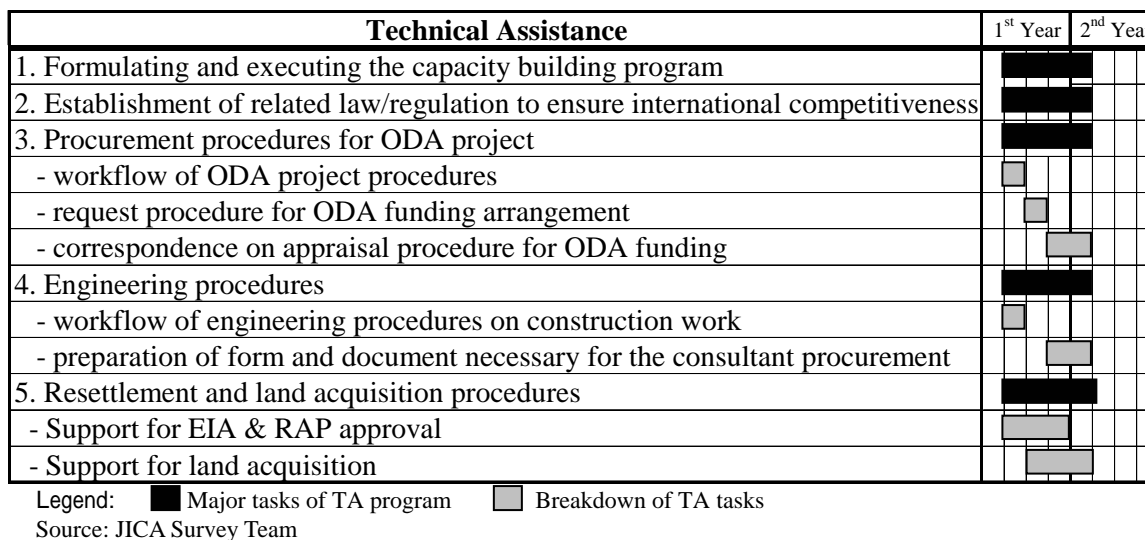 Technical Assistance 1st Year 2nd Yea
1. Formulating and executing the capacity building program
2. Establishment of related law/regulation to ensure international competitiveness
3. Procurement procedures for ODA project
- workflow of ODA project procedures
- request procedure for ODA funding arrangement
- correspondence on appraisal procedure for ODA funding
4. Engineering procedures
- workflow of engineering procedures on construction work
- preparation of form and document necessary for the consultant procurement
5. Resettlement and land acquisition procedures
- Support for EIA & RAP approval
- Support for land acquisition
Legend: Major tasks of TA program Breakdown of TA tasks
Source: JICA Survey Team